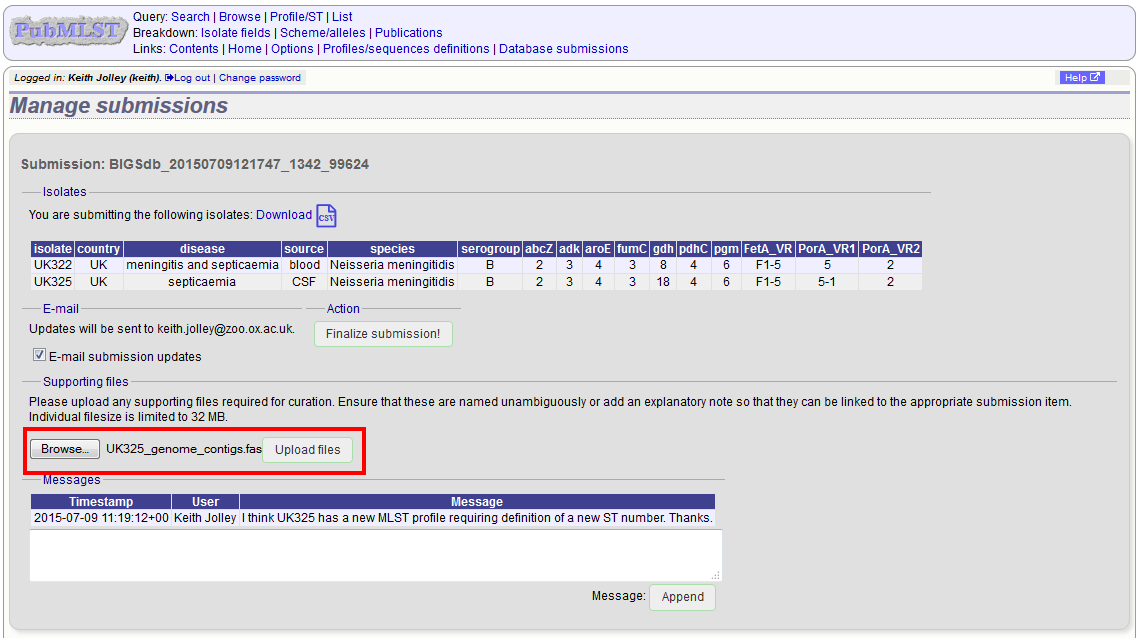 PubMLST
Query: Search | Browse | Profile/ST | List
Breakdown: Isolate fields | Scheme/alleles | Publications
Links: Contents | Home | Options | Profiles/sequences definitions | Database submissions
Logged in: Keith Jolley (keith). Log out | Change password
Help
Manage submissions
Submission: BIGSdb_20150709121747_1342_99624
Isolates
You are submitting the following isolates: Download CSV
isolate country disease source species serogroup abcZ adk aroE fumC gdh pdhC pgm FetA_VR PorA_VR1 PorA_VR2
UK322 UK meningitis and septicaemia blood Neisseria meningitidis B 2 3 4 3 8 4 6 F1-5 5 2
UK325 UK septicaemia CSF Neisseria meningitidis B 2 3 4 3 18 4 6 F1-5 5-1 2
E-mail
Updates will be sent to keith.jolley@zoo.ox.ac.uk.
E-mail submission updates
Action
Finalize submission!
Supporting files
Please upload any supporting files required for curation. Ensure that these are named unambiguously or add an explanatory note so that they can be linked to the appropriate submission item.
Individual filesize is limited to 32 MB.
Browse... UK325_genome_contigs.fas Upload files
Messages
Timestamp User Message
2015-07-09 11:19:12+00 Keith Jolley I think UK325 has a new MLST profile requiring definition of a new ST number. Thanks.
Message: Append